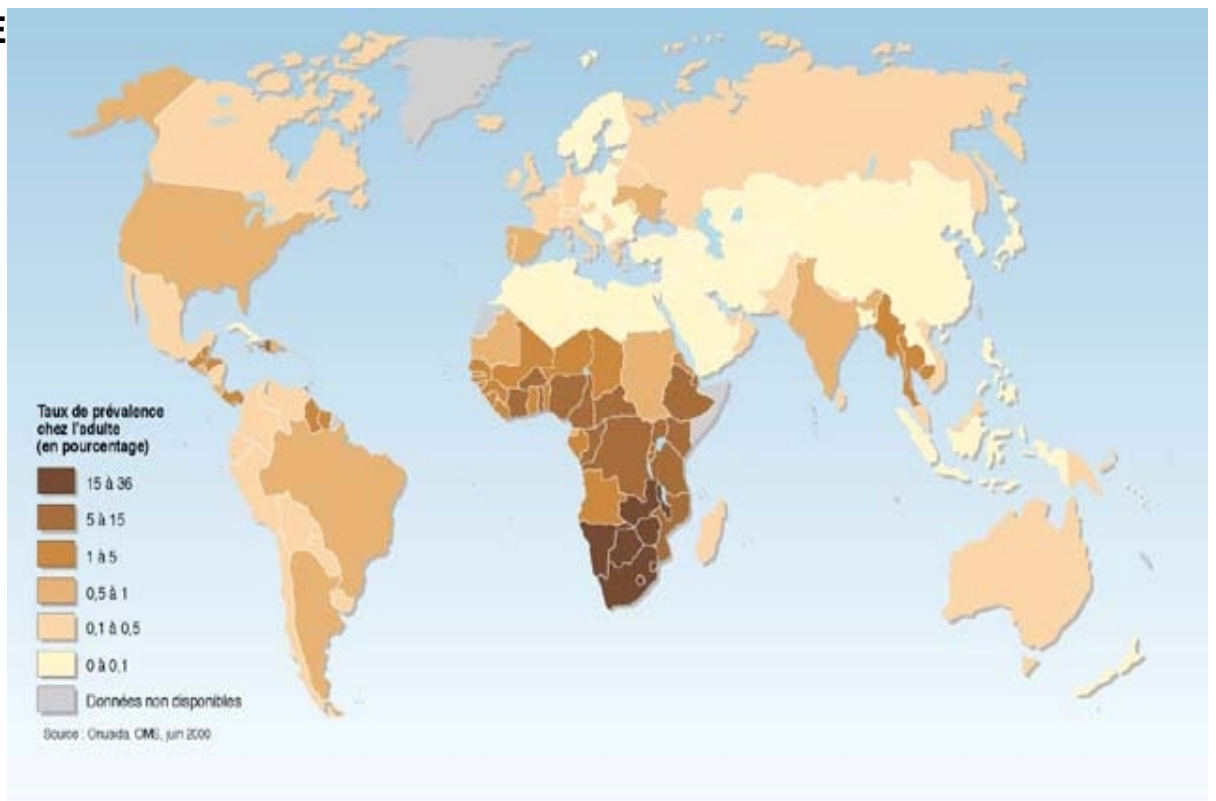 E
Taux de prévalence
chez l'adulte
(en pourcentage)
15 à 36
5 à 15
1 à 5
0,5 à 1
0,1 à 0,5
0 à 0,1
Données non disponibles
Source : Onusida, OMS, juin 2000